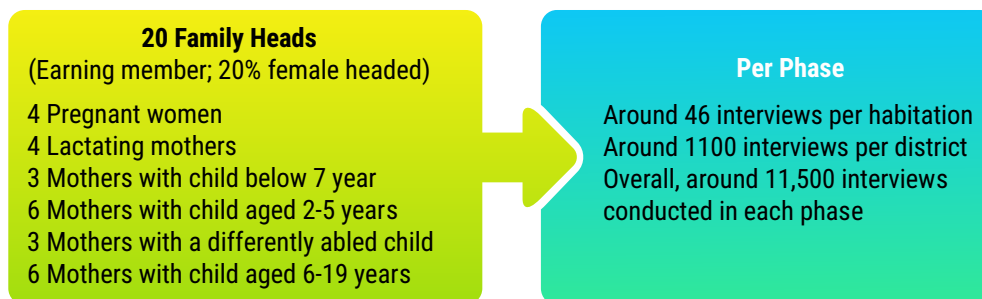 20 Family Heads
(Earning member; 20% female headed)
4 Pregnant women
4 Lactating mothers
3 Mothers with child below 7 year
6 Mothers with child aged 2-5 years
3 Mothers with a differently abled child
6 Mothers with child aged 6-19 years
Per Phase
Around 46 interviews per habitation
Around 1100 interviews per district
Overall, around 11,500 interviews
conducted in each phase